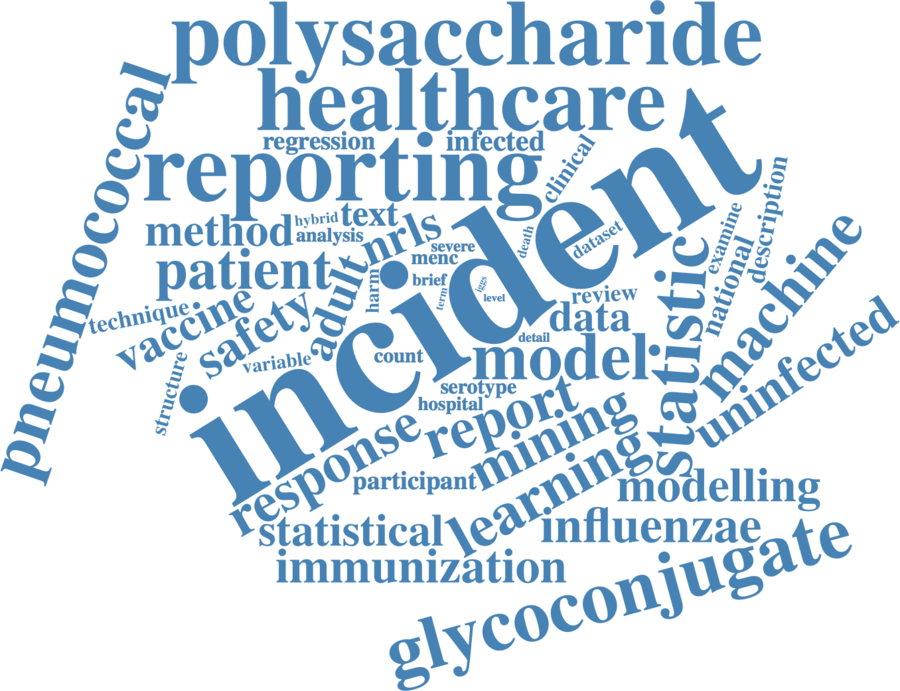 polysaccharide
healthcare
pneumococcal
regression
infected
reporting
clinical
incident
method
hybrid
text
analysis
nrls
severe
menc
death
dataset
examine
description
national
patient
adult
harm
brief
term
iggs
level
review
data
detail
machine
statistic
technique
vaccine
safety
variable
structure
count
model
uninfected
serotype
hospital
report
response
participant
mining
learning
modelling
statistical
influenzae
immunization
glycoconjugate